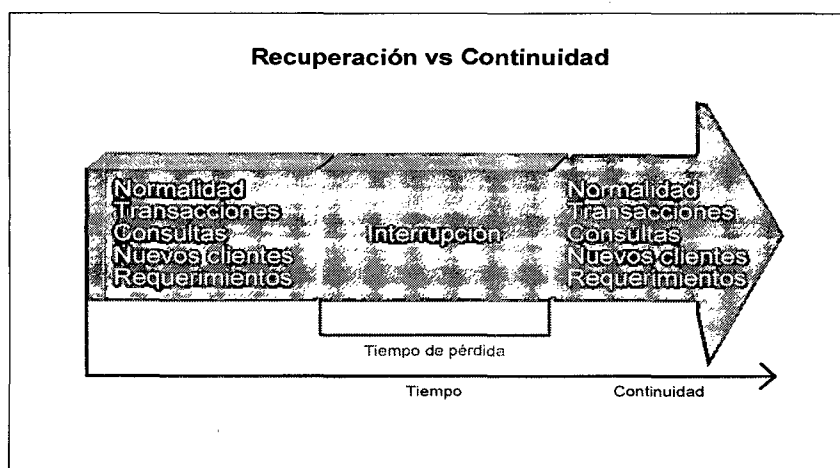 Recuperación vs Continuidad
Normalidad
Transacciones
Consultas
Nuevos clientes
Requerimientos
Interrupción
Normalidad
Transacciones
Consultas
Nuevos clientes
Requerimientos
Tiempo de pérdida
Tiempo
Continuidad